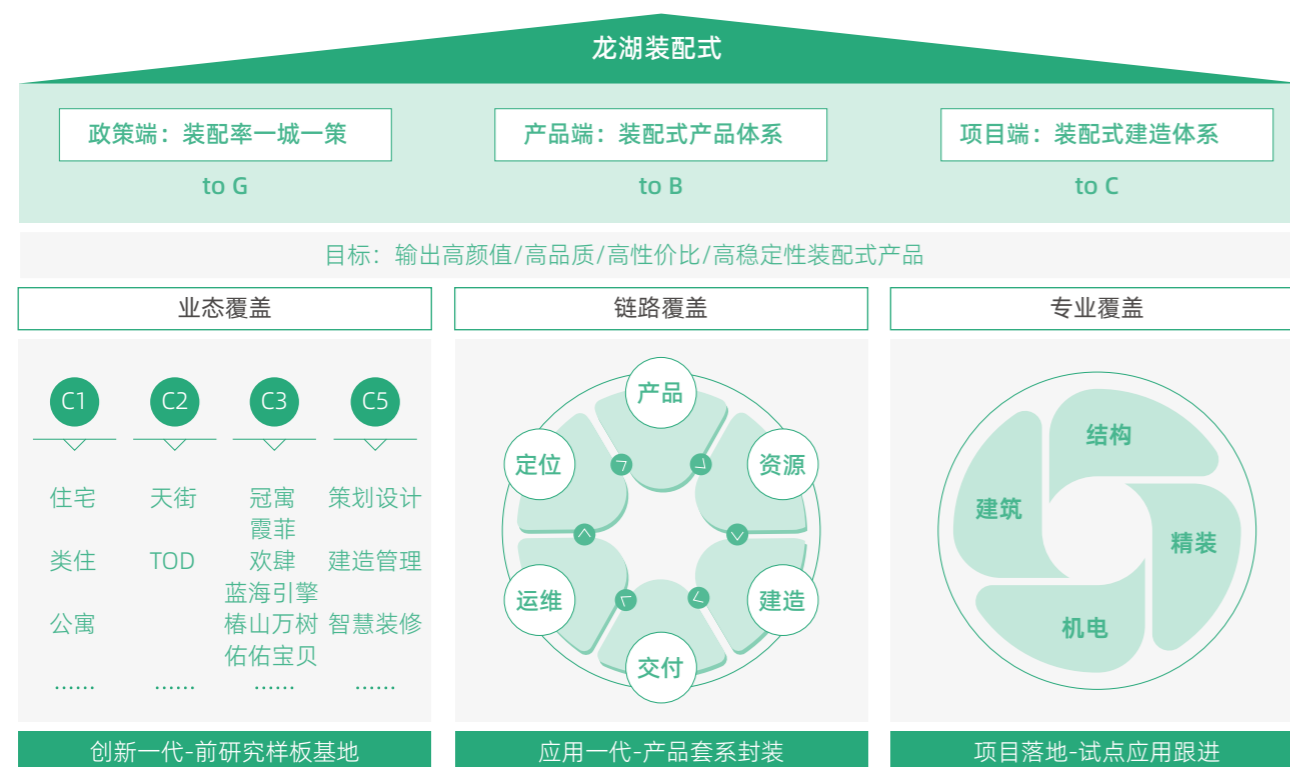 龙湖装配式
政策端：装配率一城一策
产品端：装配式产品体系
项目端：装配式建造体系
to G
to B
to C
目标：输出高颜值/高品质/高性价比/高稳定性装配式产品
业态覆盖
链路覆盖
专业覆盖
C1
C2
C3
C5
住宅
类住
公寓
......
天街
TOD
......
冠寓
霞菲
欢肆
蓝海引擎
椿山万树
佑佑宝贝
......
策划设计
建造管理
智慧装修
......
产品
资源
建造
交付
运维
定位
结构
精装
机电
建筑
创新一代-前研究样板基地
应用一代-产品套系封装
项目落地-试点应用跟进